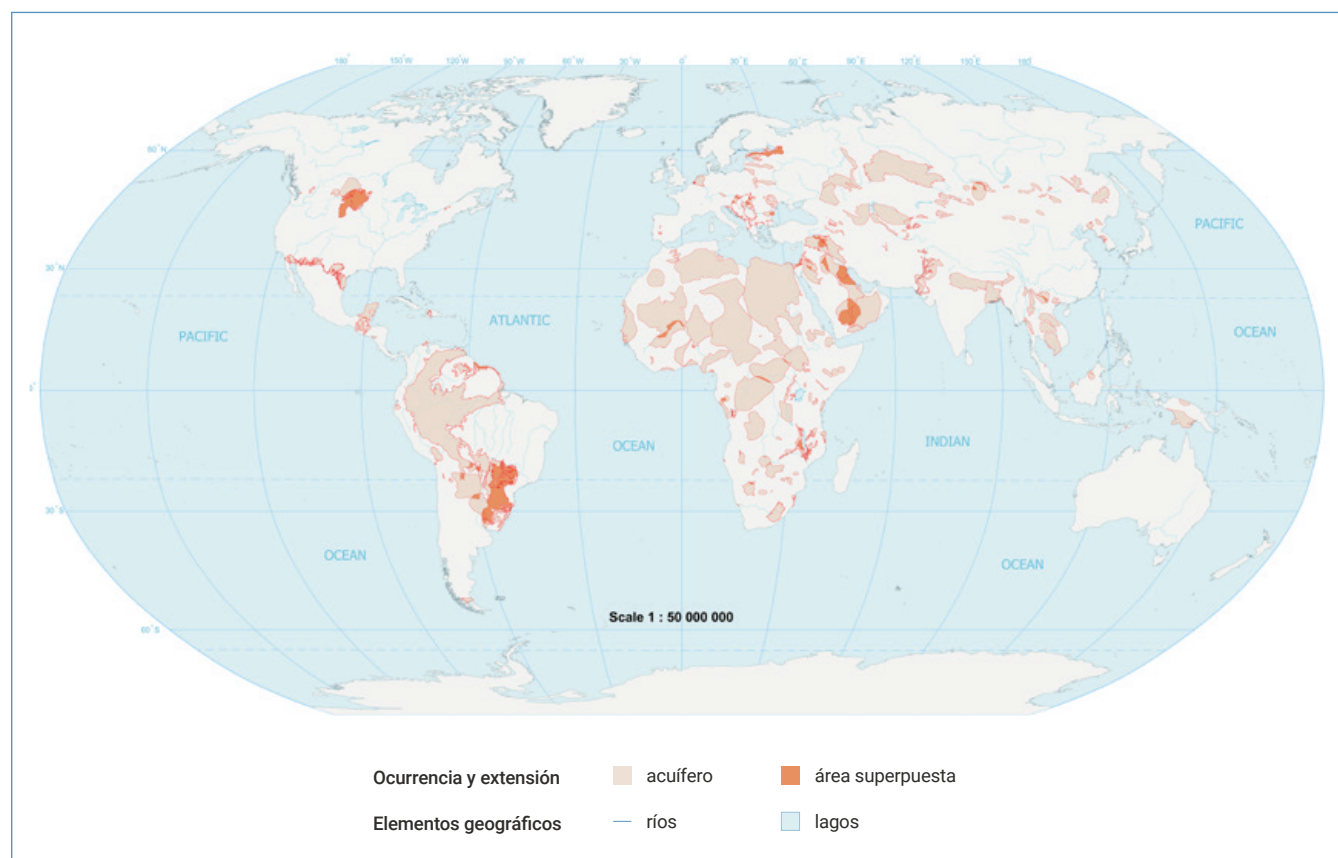 180° 150°W 120°W 90°W 60°W 30°W 0° 30°E 60°E 90°E 120°E 150°E 180
60°N
PACIFIC
30°N
ATLANTIC
PACIFIC
OCEAN
0°
OCEAN
INDIAN
30°S
OCEAN
OCEAN
Scale 1 : 50 000 000
60°S
Ocurrencia y extensión acuífero área superpuesta
Elementos geográficos ríos lagos